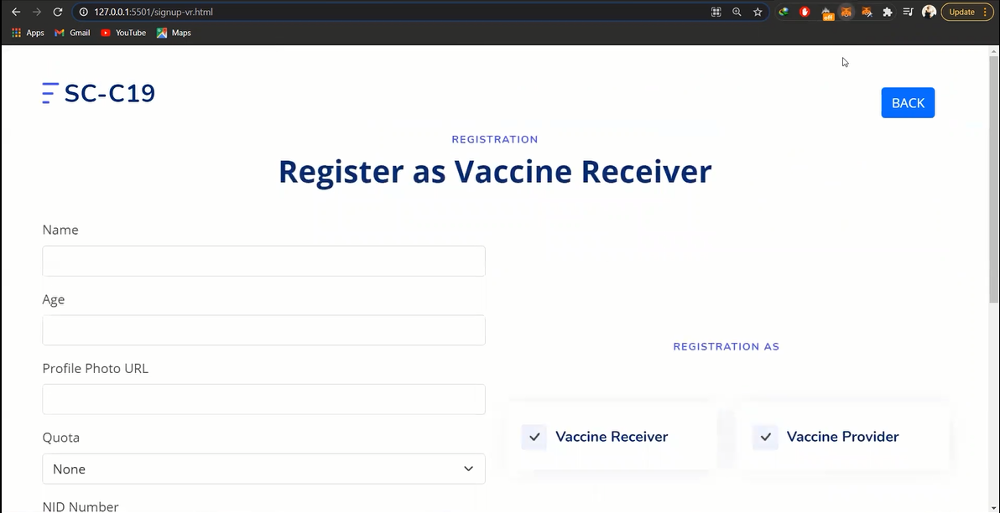 127.0.0.1:5501/signup-vr.html
off
Update
Apps
Gmail
YouTube
Maps
SC-C19
BACK
REGISTRATION
Register as Vaccine Receiver
Name
Age
Profile Photo URL
REGISTRATION AS
Vaccine Receiver
Vaccine Provider
Quota
None
NID Number